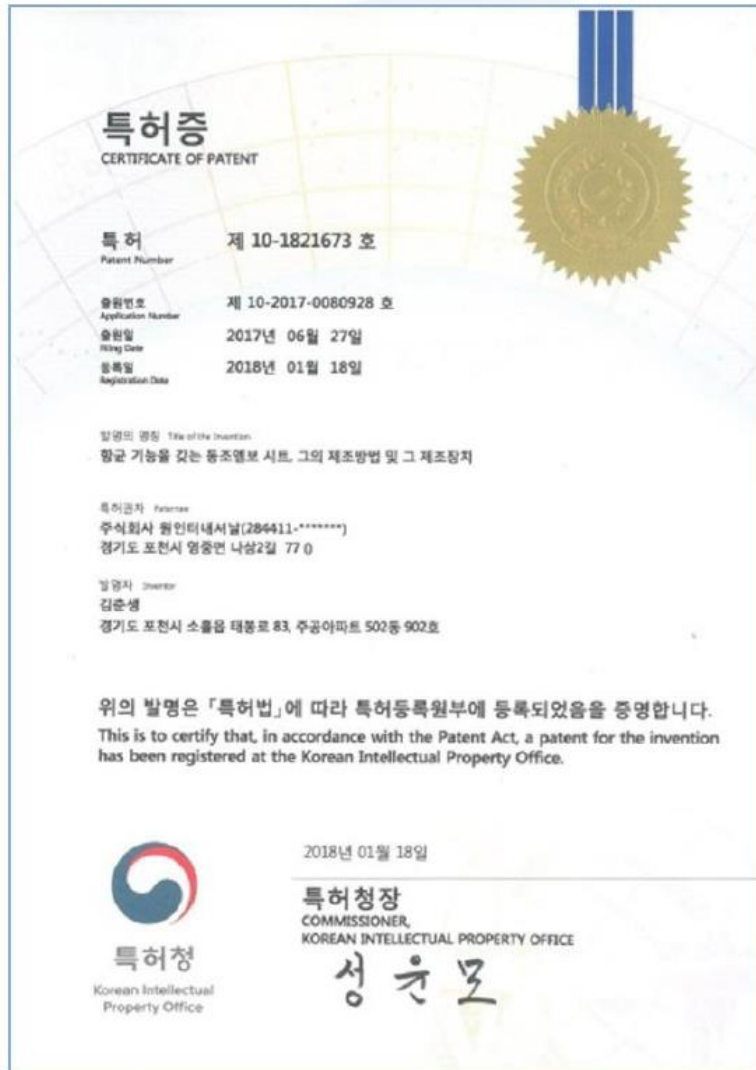 특허증
CERTIFICATE OF PATENT
특 허 제 10-1821673 호
Patent Number
출원번호 제 10-2017-0080928 호
Application Number
출원일 2017년 06월 27일
Filing Date
등록일 2018년 01월 18일
Registration Date
발명의 명칭 Title of the Invention
항균 기능을 갖는 동조엠보 시트, 그의 제조방법 및 그 제조장치
특허권자 Patentee
주식회사 원인터내셔날(284411-*******)
경기도 포천시 영중면 나삼2길 77 0
발명자 Inventor
김춘생
경기도 포천시 소흘읍 태봉로 83, 주공아파트 502동 902호
위의 발명은 「특허법」에 따라 특허등록원부에 등록되었음을 증명합니다.
This is to certify that, in accordance with the Patent Act, a patent for the invention
has been registered at the Korean Intellectual Property Office.
2018년 01월 18일
특허청장
COMMISSIONER,
KOREAN INTELLECTUAL PROPERTY OFFICE
성윤모
특허청
Korean Intellectual
Property Office